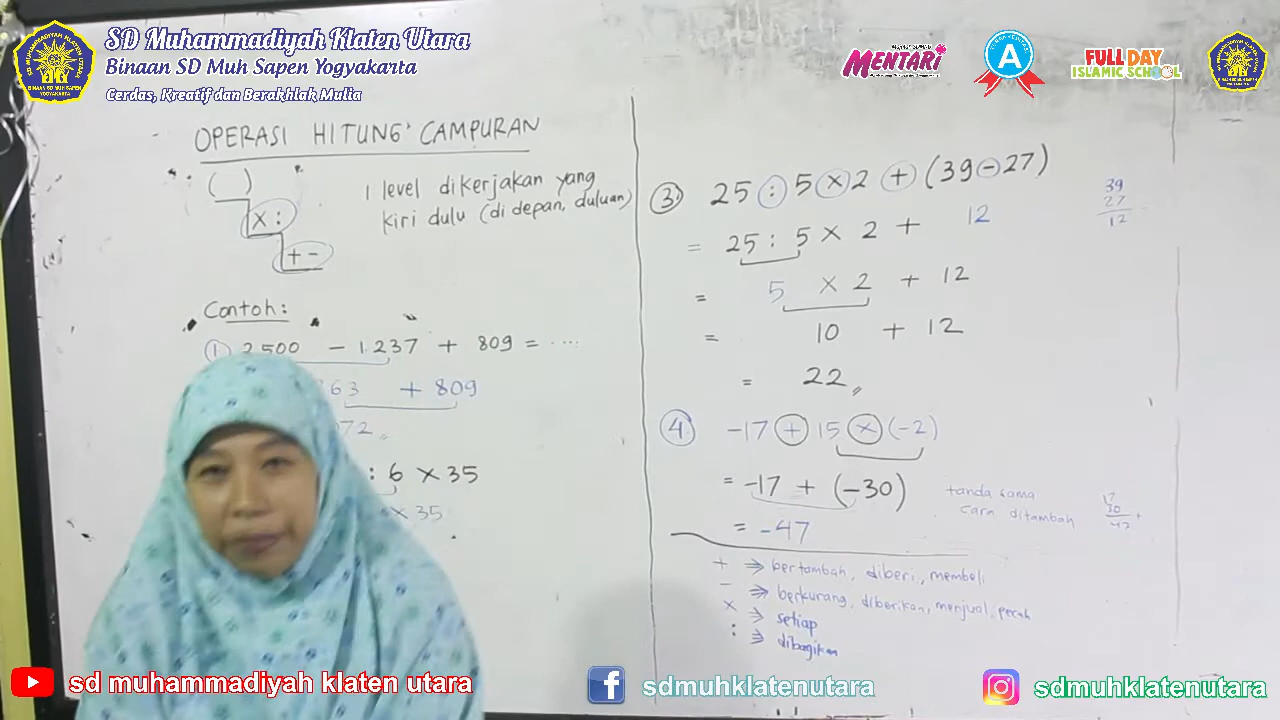 SD Muhammadiyah Klaten Utara
Binaan SD Muh Sapen Yogyakarta
Cerdas, Kreatif dan Berakhlak Mulia
MENTARI
A
FULL DAY
ISLAMIC SCHOOL
OPERASI HITUNG CAMPURAN
( )
x :
+ -
1 level dikerjakan yang
kiri dulu (di depan, duluan)
Contoh:
① 2.500 - 1.237 + 809 = ....
63 + 809
072
: 6 x 35
x 35
③ 25 : 5 x 2 + (39 - 27)
= 25 : 5 x 2 + 12
= 5 x 2 + 12
= 10 + 12
= 22
39
27
12
④ -17 + 15 x (-2)
= -17 + (-30)
= -47
tanda sama
cara ditambah
17
30 +
47
+ ⇒ bertambah, diberi, membeli
- ⇒ berkurang, diberikan, menjual, pecah
x ⇒ setiap
: ⇒ dibagikan
sd muhammadiyah klaten utara
sdmuhklatenutara
sdmuhklatenutara